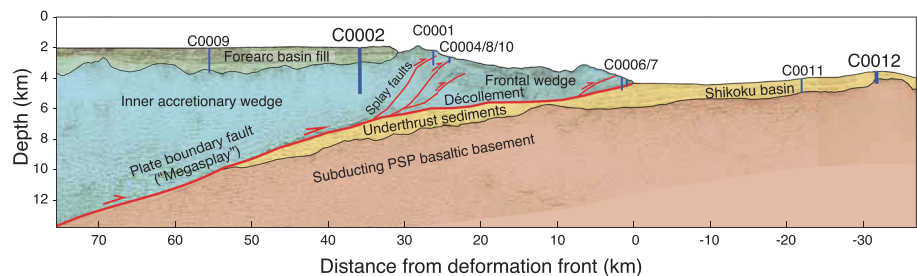 0
2
4
6
8
10
12
Depth (km)
C0009
C0002
C0001
C0004/8/10
C0006/7
C0011
C0012
Forearc basin fill
Inner accretionary wedge
Splay faults
Frontal wedge
Décollement
Shikoku basin
Underthrust sediments
Plate boundary fault
("Megasplay")
Subducting PSP basaltic basement
70 60 50 40 30 20 10 0 -10 -20 -30
Distance from deformation front (km)